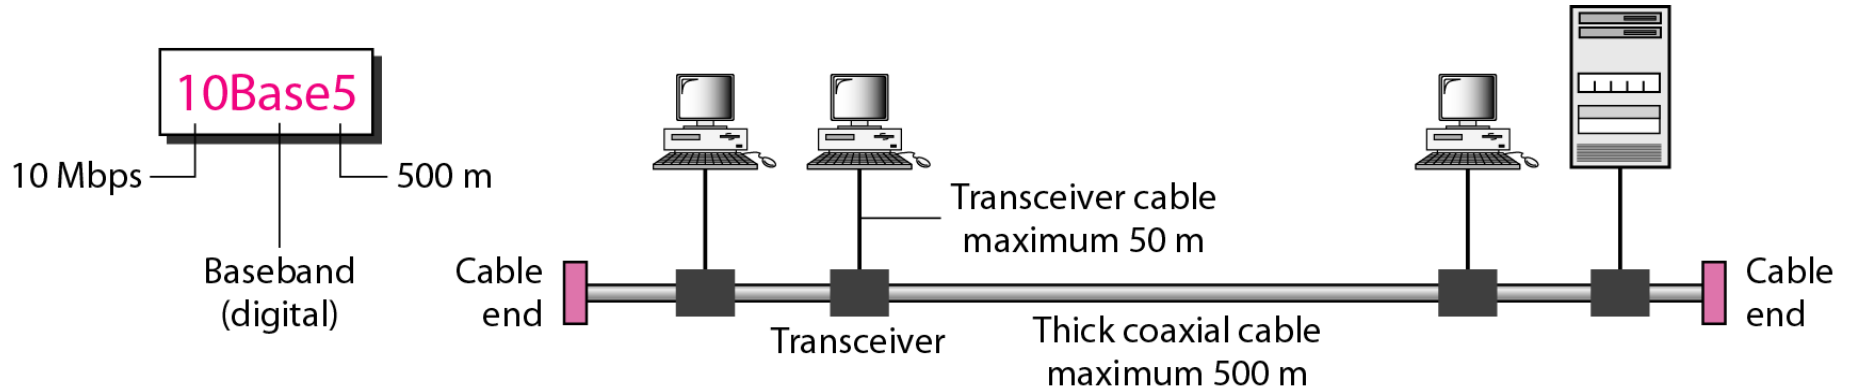 10Base5
10 Mbps
500 m
Baseband
(digital)
Transceiver cable
maximum 50 m
Cable
end
Transceiver
Thick coaxial cable
maximum 500 m
Cable
end